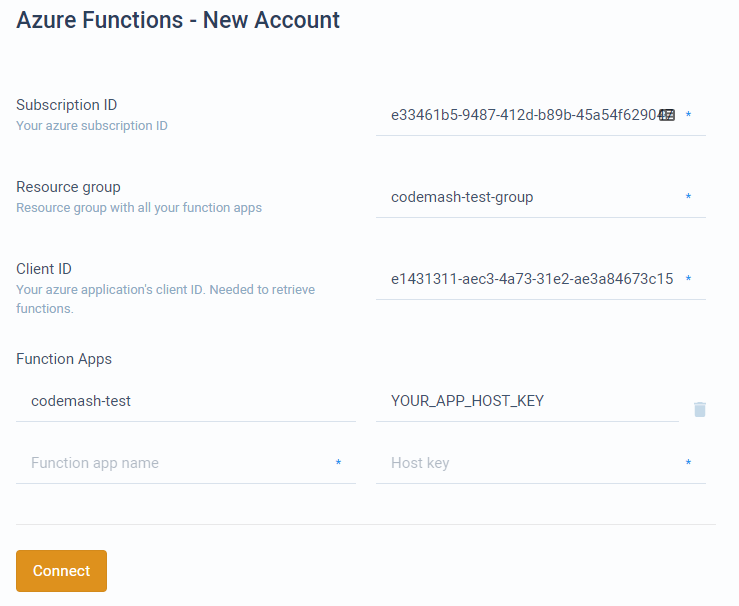 Azure Functions - New Account
Subscription ID
Your azure subscription ID
e33461b5-9487-412d-b89b-45a54f6290 *
Resource group
Resource group with all your function apps
codemash-test-group *
Client ID
Your azure application's client ID. Needed to retrieve
functions.
e1431311-aec3-4a73-31e2-ae3a84673c15 *
Function Apps
codemash-test YOUR_APP_HOST_KEY
Function app name * Host key *
Connect